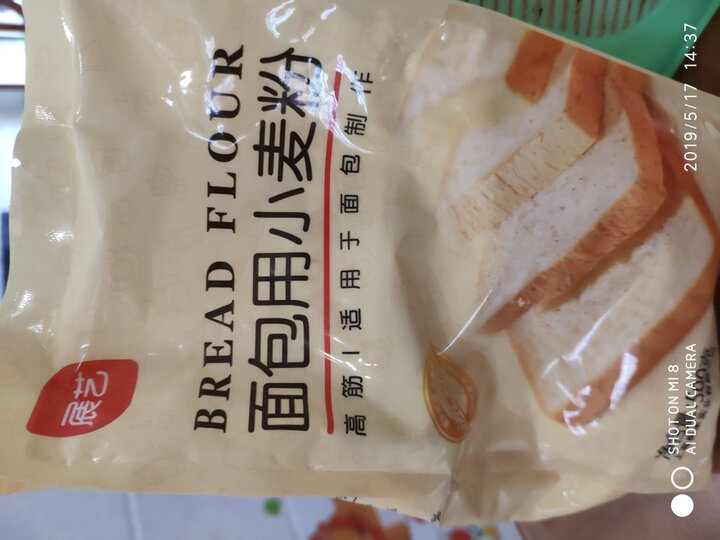 展艺
BREAD FLOUR
面包用小麦粉
高筋 | 适用于面包制作
SHOT ON MI 8
AI DUAL CAMERA
2019/5/17 14:37